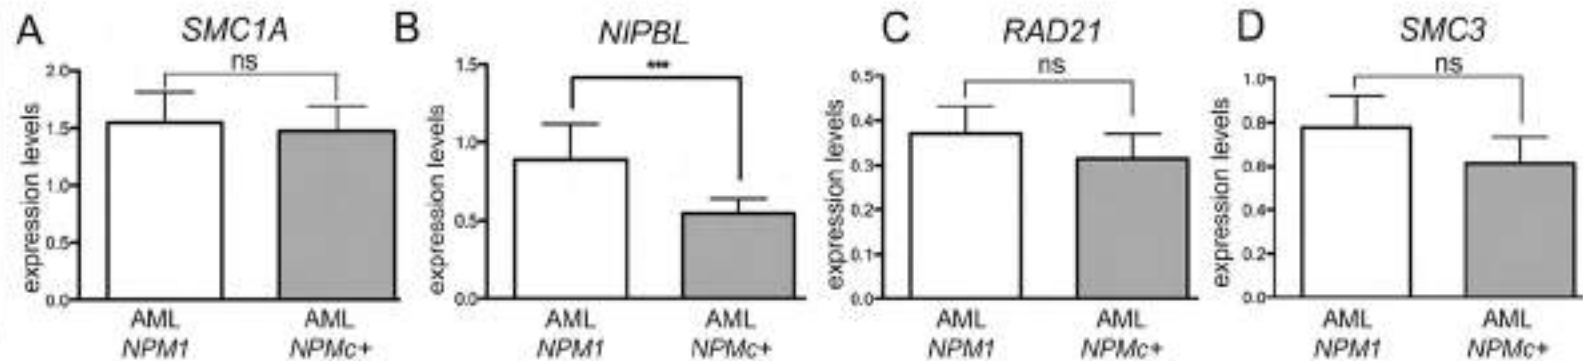 A
SMC1A
ns
expression levels
2.0
1.5
1.0
0.5
0.0
AML
NPM1
AML
NPMc+
B
NIPBL
***
expression levels
1.5
1.0
0.5
0.0
AML
NPM1
AML
NPMc+
C
RAD21
ns
expression levels
0.5
0.4
0.3
0.2
0.1
0.0
AML
NPM1
AML
NPMc+
D
SMC3
ns
expression levels
1.0
0.8
0.6
0.4
0.2
0.0
AML
NPM1
AML
NPMc+